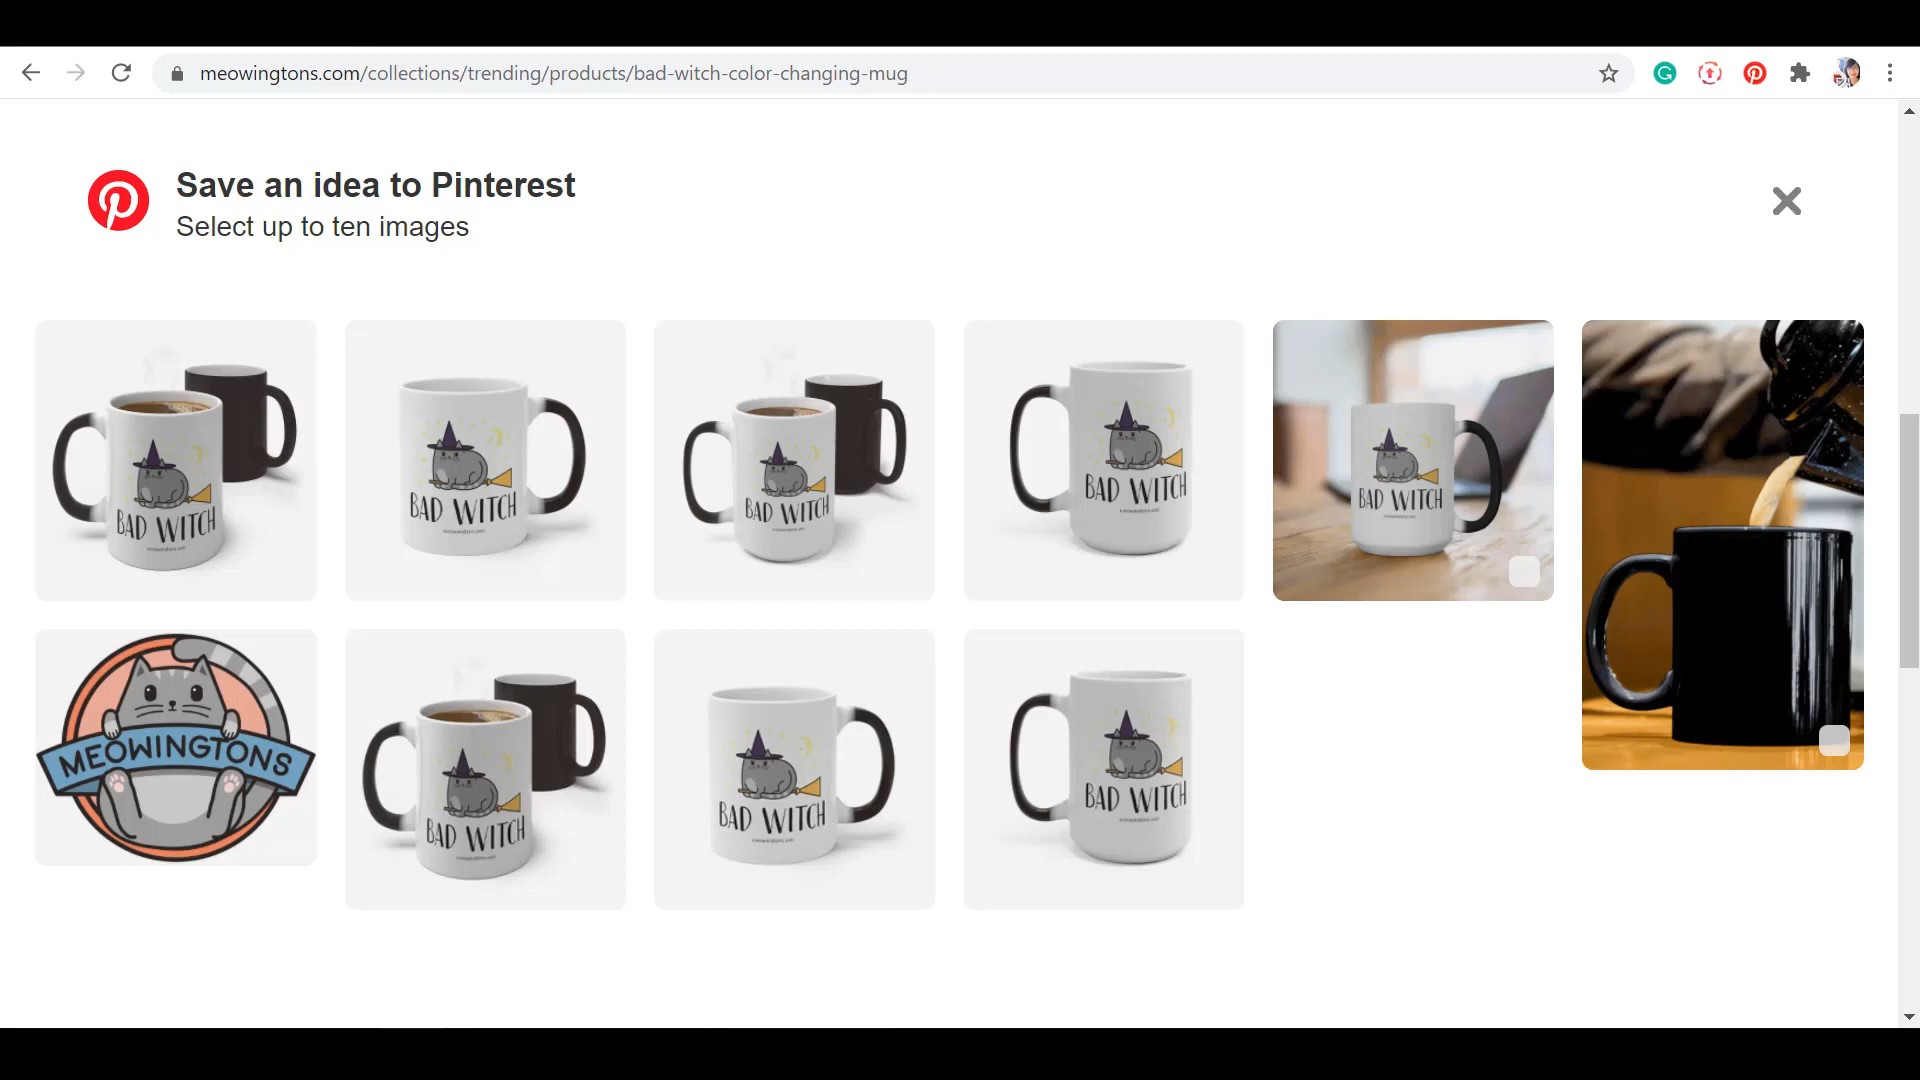 meowingtons.com/collections/trending/products/bad-witch-color-changing-mug
Save an idea to Pinterest
Select up to ten images
BAD WITCH
BAD WITCH
BAD WITCH
BAD WITCH
BAD WITCH
MEOWINGTONS
BAD WITCH
BAD WITCH
BAD WITCH